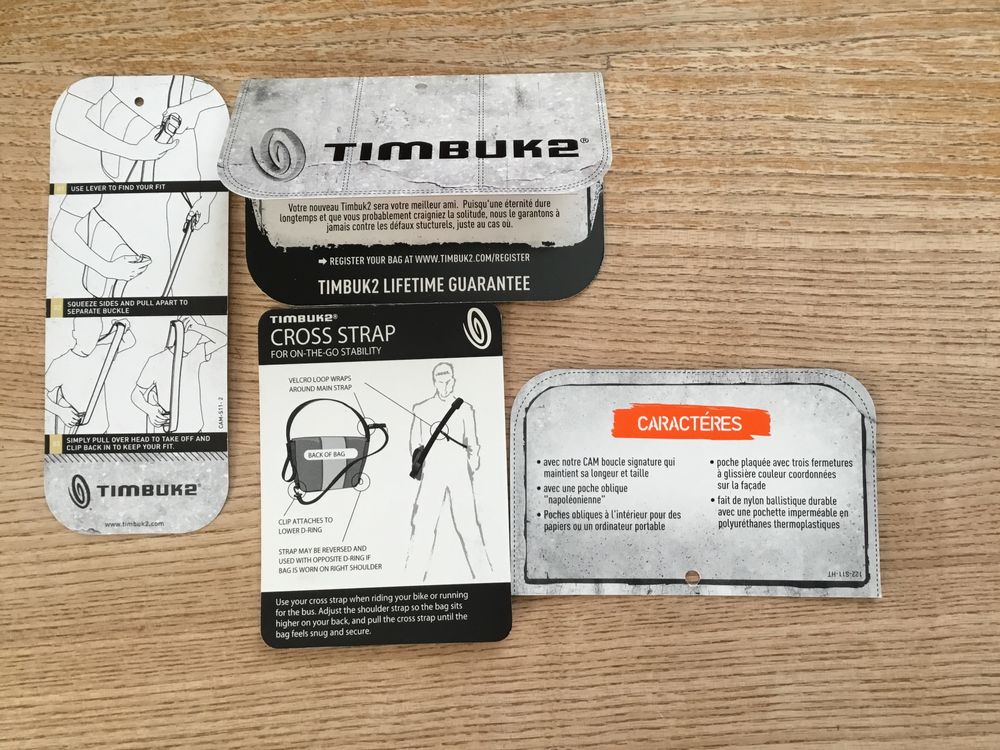 USE LEVER TO FIND YOUR FIT
SQUEEZE SIDES AND PULL APART TO
SEPARATE BUCKLE
SIMPLY PULL OVER HEAD TO TAKE OFF AND
CLIP BACK IN TO KEEP YOUR FIT.
CAM-S11-2
TIMBUK2®
www.timbuk2.com
TIMBUK2®
Votre nouveau Timbuk2 sera votre meilleur ami. Puisqu'une éternité dure
longtemps et que vous probablement craigniez la solitude, nous le garantons à
jamais contre les défaux stucturels, juste au cas où.
➡ REGISTER YOUR BAG AT WWW.TIMBUK2.COM/REGISTER
TIMBUK2 LIFETIME GUARANTEE
TIMBUK2®
CROSS STRAP
FOR ON-THE-GO STABILITY
VELCRO LOOP WRAPS
AROUND MAIN STRAP
BACK OF BAG
CLIP ATTACHES TO
LOWER D-RING
STRAP MAY BE REVERSED AND
USED WITH OPPOSITE D-RING IF
BAG IS WORN ON RIGHT SHOULDER
Use your cross strap when riding your bike or running
for the bus. Adjust the shoulder strap so the bag sits
higher on your back, and pull the cross strap until the
bag feels snug and secure.
CARACTÉRES
• avec notre CAM boucle signature qui
maintient sa longeur et taille
• avec une poche oblique
"napoléonienne"
• Poches obliques à l'intérieur pour des
papiers ou un ordinateur portable
• poche plaquée avec trois fermetures
à glissière couleur coordonnées
sur la façade
• fait de nylon ballistique durable
avec une pochette imperméable en
polyuréthanes thermoplastiques
122-S11-HT